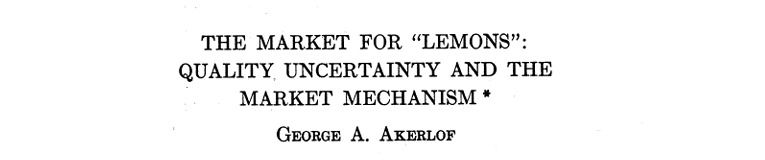 THE MARKET FOR “LEMONS”:
QUALITY UNCERTAINTY AND THE
MARKET MECHANISM *
GEORGE A. AKERLOF